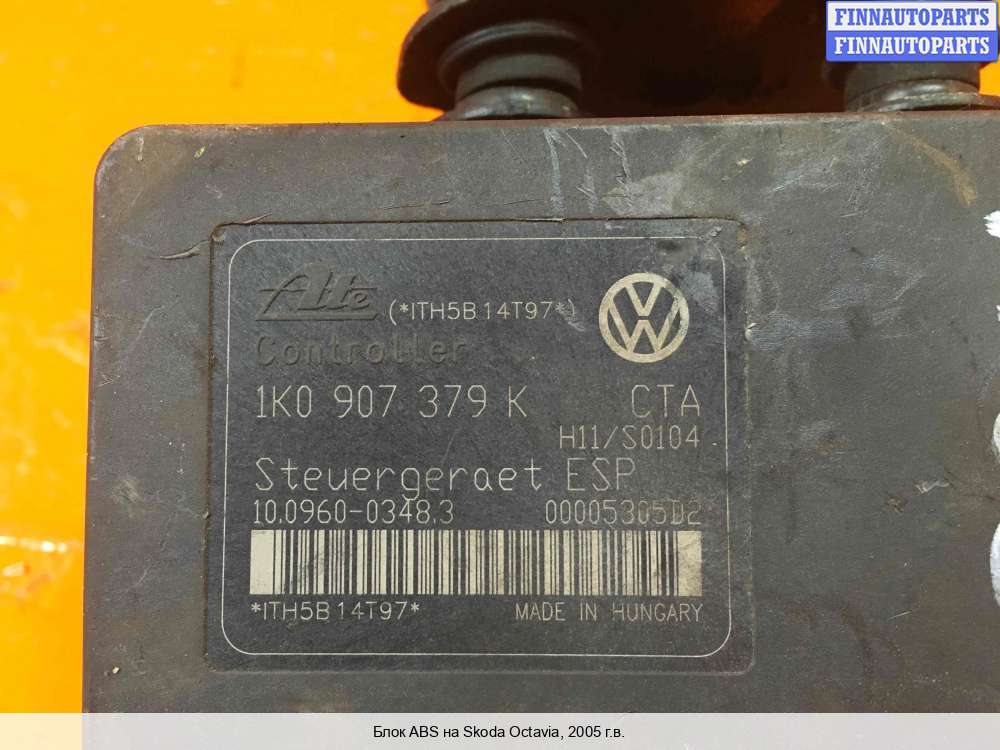 FINNAUTOPARTS
FINNAUTOPARTS
Ate (*ITH5B14T97*)
Controller
1K0 907 379 K CTA
H11/S0104
Steuergeraet ESP
10.0960-0348.3 00005305D2
*ITH5B14T97* MADE IN HUNGARY
Блок ABS на Skoda Octavia, 2005 г.в.